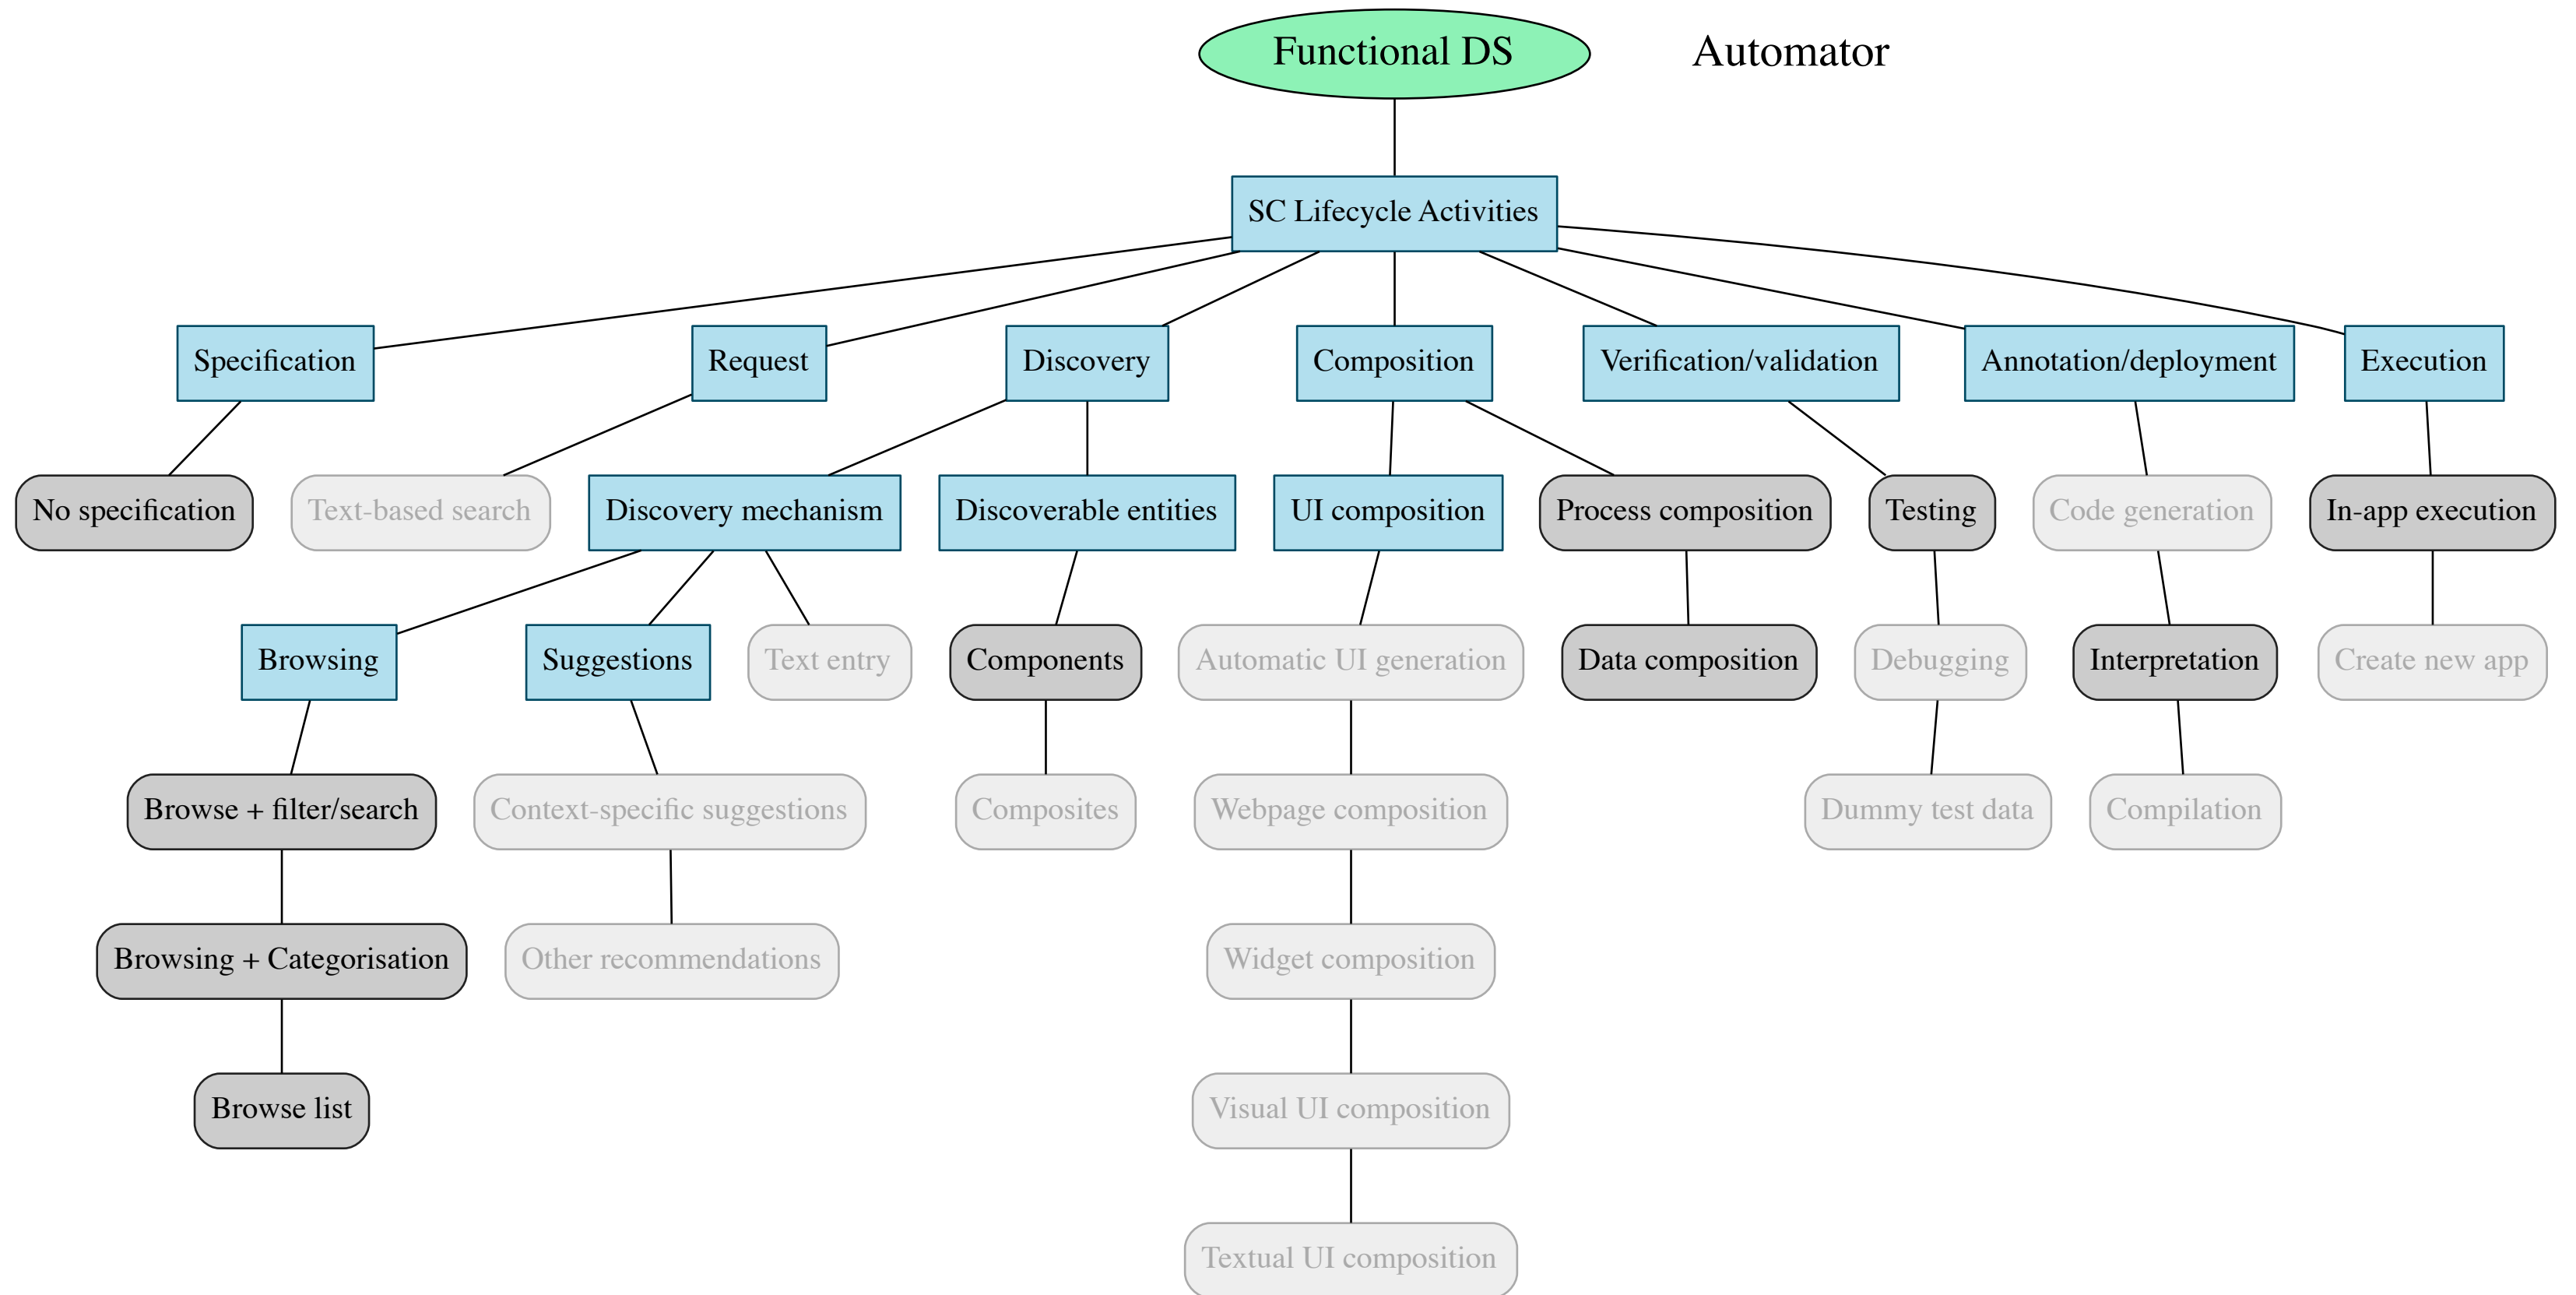 Functional DS
Automator
SC Lifecycle Activities
Specification
Request
Discovery
Composition
Verification/validation
Annotation/deployment
Execution
No specification
Text-based search
Discovery mechanism
Discoverable entities
UI composition
Process composition
Testing
Code generation
In-app execution
Browsing
Suggestions
Text entry
Components
Automatic UI generation
Data composition
Debugging
Interpretation
Create new app
Browse + filter/search
Context-specific suggestions
Composites
Webpage composition
Dummy test data
Compilation
Browsing + Categorisation
Other recommendations
Widget composition
Browse list
Visual UI composition
Textual UI composition